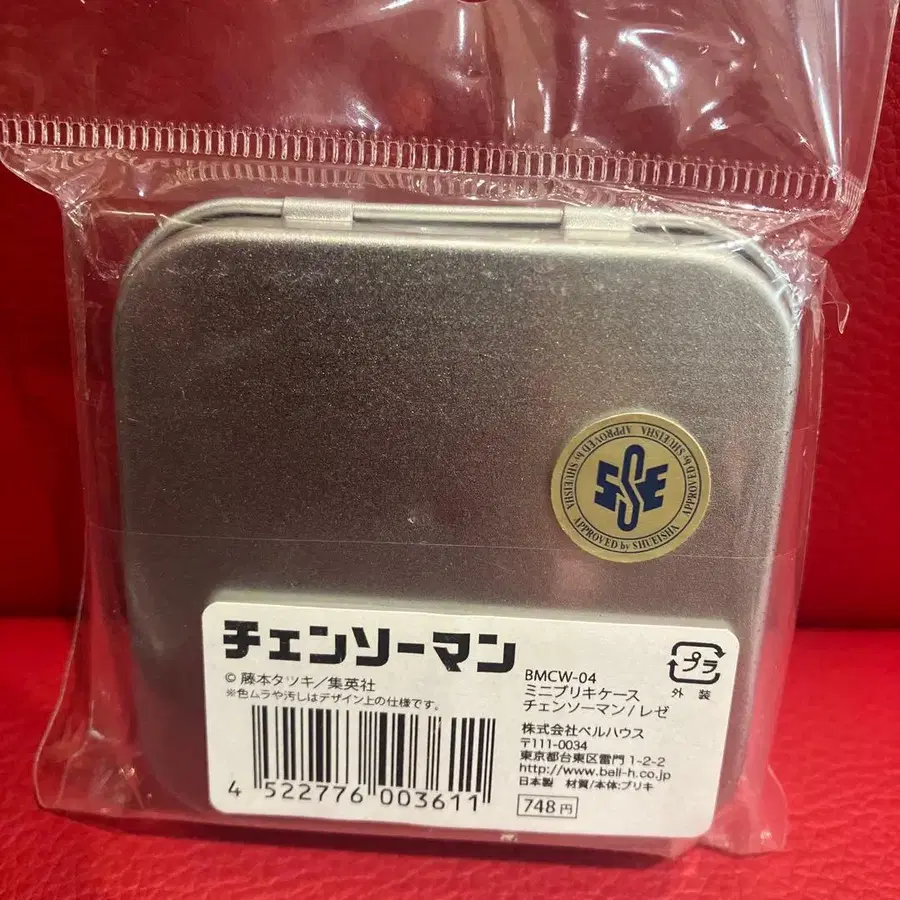 APPROVED by SHUEISHA APPROVED by SHUEISHA APPROVED by SHUEISHA
SSE
チェンソーマン
© 藤本タツキ/集英社
※色ムラや汚しはデザイン上の仕様です。
4 522776 003611
BMCW-04
ミニブリキケース
チェンソーマン/レゼ
プラ
外装
株式会社ベルハウス
〒111-0034
東京都台東区雷門 1-2-2
http://www.ball-h.co.jp
日本製 材質/本体:ブリキ
748円